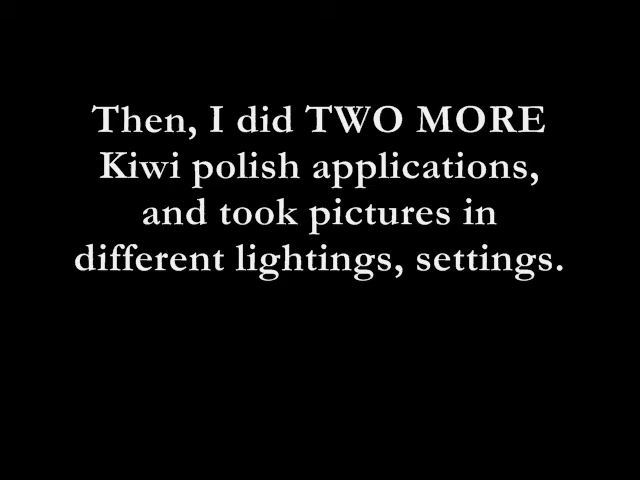 Then, I did TWO MORE
Kiwi polish applications,
and took pictures in
different lightings, settings.